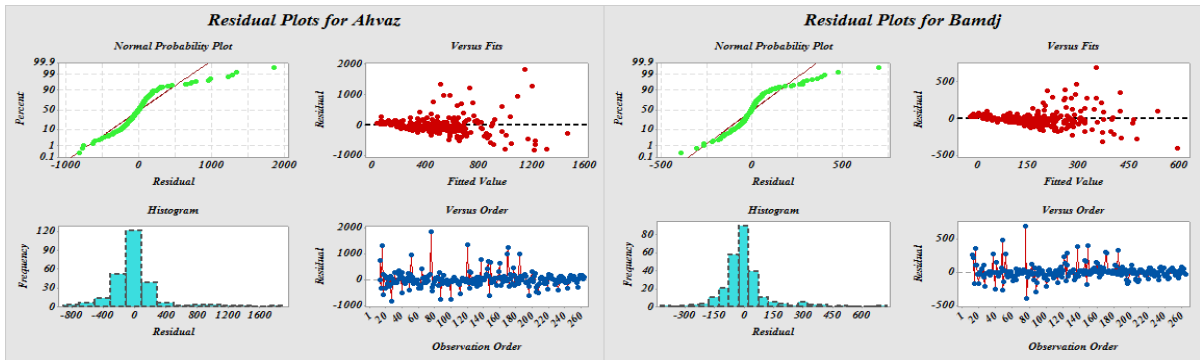 Residual Plots for Ahvaz
Normal Probability Plot
99.9
99
90
50
10
1
0.1
Percent
-1000 0 1000 2000
Residual
Versus Fits
2000
1000
0
-1000
Residual
0 400 800 1200 1600
Fitted Value
Histogram
120
90
60
30
0
Frequency
-800 -400 0 400 800 1200 1600
Residual
Versus Order
2000
1000
0
-1000
Residual
1 20 40 60 80 100 120 140 160 180 200 220 240 260
Observation Order
Residual Plots for Bamdj
Normal Probability Plot
99.9
99
90
50
10
1
0.1
Percent
-500 0 500
Residual
Versus Fits
500
0
-500
Residual
0 150 300 450 600
Fitted Value
Histogram
80
60
40
20
0
Frequency
-300 -150 0 150 300 450 600
Residual
Versus Order
500
0
-500
Residual
1 20 40 60 80 100 120 140 160 180 200 220 240 260
Observation Order